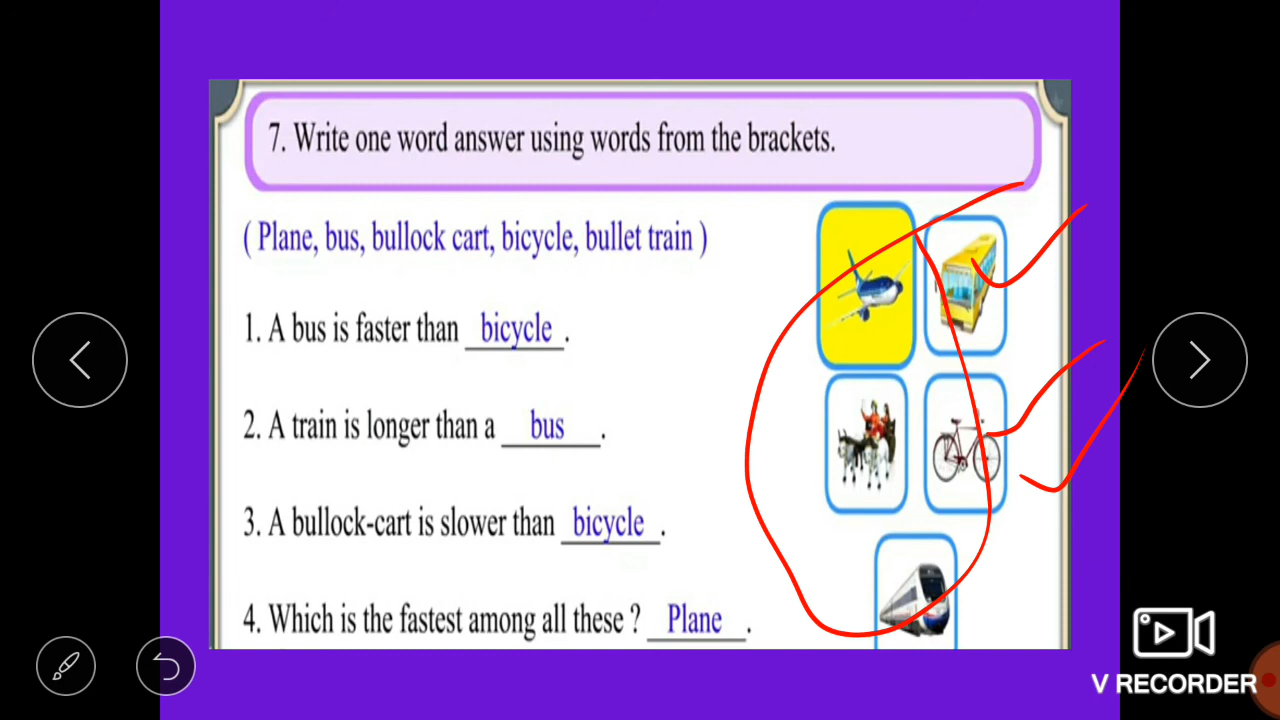 7. Write one word answer using words from the brackets.
( Plane, bus, bullock cart, bicycle, bullet train )
1. A bus is faster than bicycle.
2. A train is longer than a bus.
3. A bullock-cart is slower than bicycle.
4. Which is the fastest among all these ? Plane.
V RECORDER